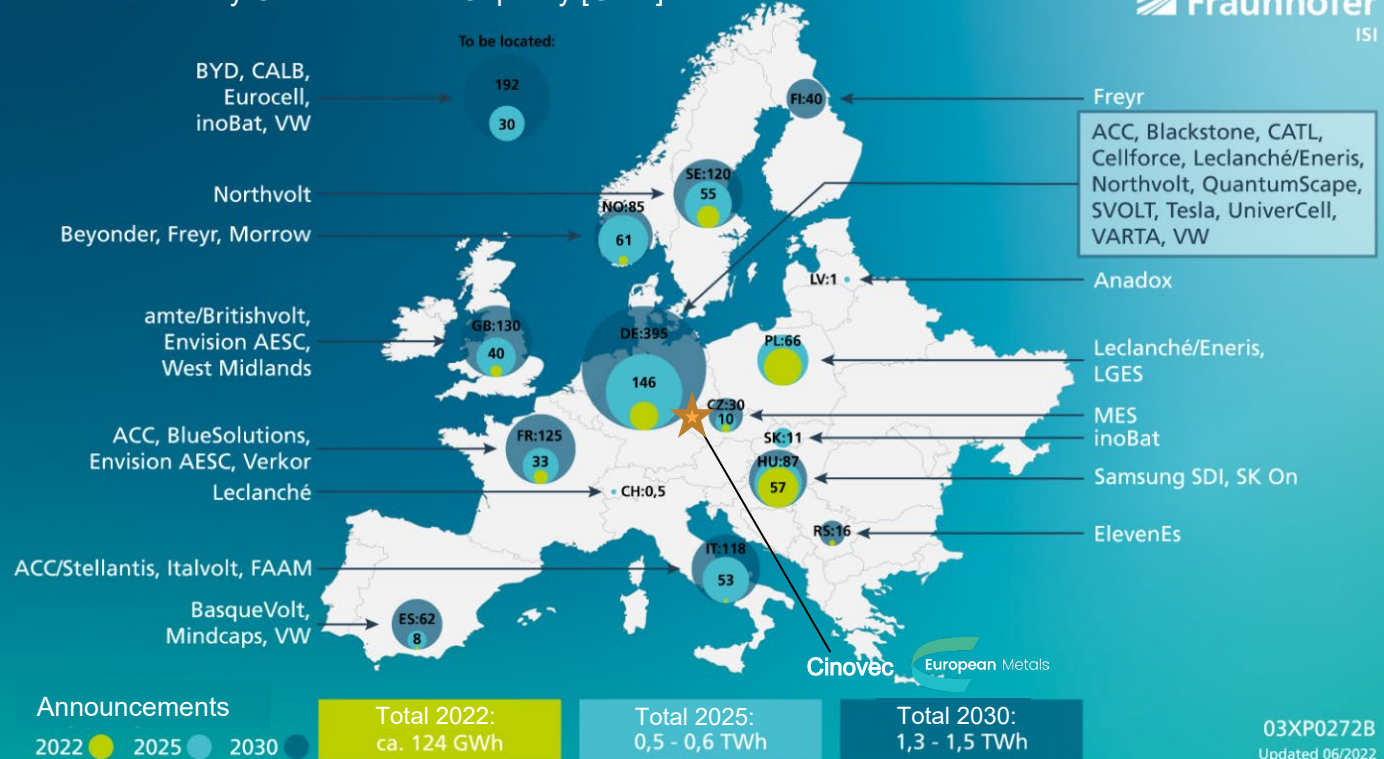 Fraunhofer
ISI
To be located:
192
30
BYD, CALB,
Eurocell,
inoBat, VW
FI:40
Freyr
ACC, Blackstone, CATL,
Cellforce, Leclanché/Eneris,
Northvolt, QuantumScape,
SVOLT, Tesla, UniverCell,
VARTA, VW
Northvolt
SE:120
55
NO:85
61
Beyonder, Freyr, Morrow
LV:1
Anadox
amte/Britishvolt,
Envision AESC,
West Midlands
GB:130
40
DE:395
146
PL:66
Leclanché/Eneris,
LGES
CZ:30
10
MES
SK:11
inoBat
ACC, BlueSolutions,
Envision AESC, Verkor
FR:125
33
HU:87
57
Samsung SDI, SK On
Leclanché
CH:0,5
RS:16
ElevenEs
ACC/Stellantis, Italvolt, FAAM
IT:118
53
BasqueVolt,
Mindcaps, VW
ES:62
8
Cinovec
European Metals
Announcements
2022 2025 2030
Total 2022:
ca. 124 GWh
Total 2025:
0,5 - 0,6 TWh
Total 2030:
1,3 - 1,5 TWh
03XP0272B
Updated 06/2022